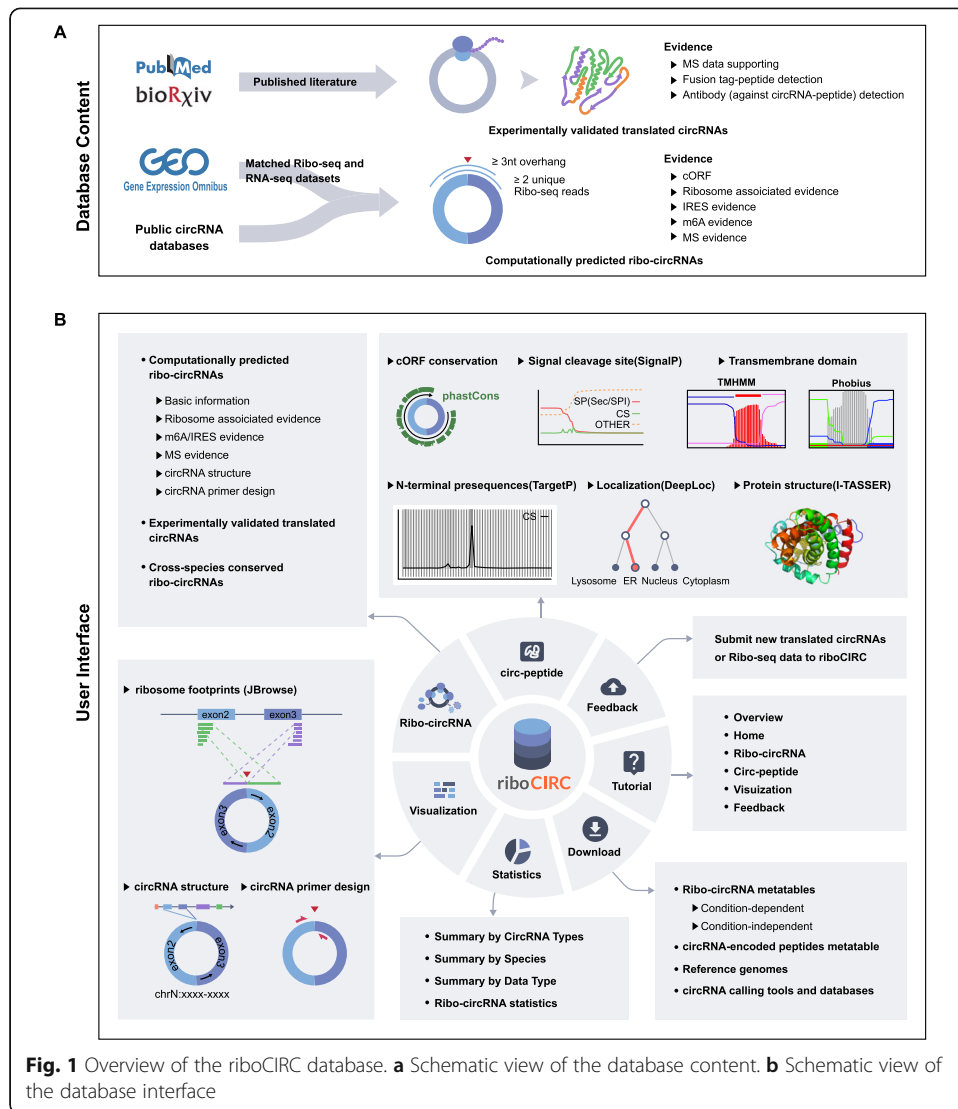 A
Database Content
PubMed
bioRχiv
Published literature
Evidence
MS data supporting
Fusion tag-peptide detection
Antibody (against circRNA-peptide) detection
Experimentally validated translated circRNAs
GEO
Gene Expression Omnibus
Matched Ribo-seq and
RNA-seq datasets
Public circRNA
databases
≥ 3nt overhang
≥ 2 unique
Ribo-seq reads
Evidence
cORF
Ribosome assoiciated evidence
IRES evidence
m6A evidence
MS evidence
Computationally predicted ribo-circRNAs
B
User Interface
• Computationally predicted
ribo-circRNAs
Basic information
Ribosome assoiciated evidence
m6A/IRES evidence
MS evidence
circRNA structure
circRNA primer design
• Experimentally validated translated
circRNAs
• Cross-species conserved
ribo-circRNAs
cORF conservation
phastCons
Signal cleavage site(SignalP)
SP(Sec/SPI)
CS
OTHER
Transmembrane domain
TMHMM
Phobius
N-terminal presequences(TargetP)
CS
Localization(DeepLoc)
Lysosome ER Nucleus Cytoplasm
Protein structure(I-TASSER)
circ-peptide
Feedback
Tutorial
Download
Statistics
Visualization
Ribo-circRNA
riboCIRC
Submit new translated circRNAs
or Ribo-seq data to riboCIRC
• Overview
• Home
• Ribo-circRNA
• Circ-peptide
• Visuization
• Feedback
ribosome footprints (JBrowse)
exon2
exon3
exon3
exon2
circRNA structure
exon2
exon3
chrN:xxxx-xxxx
circRNA primer design
• Summary by CircRNA Types
• Summary by Species
• Summary by Data Type
• Ribo-circRNA statistics
• Ribo-circRNA metatables
Condition-dependent
Condition-independent
• circRNA-encoded peptides metatable
• Reference genomes
• circRNA calling tools and databases
Fig. 1 Overview of the riboCIRC database. a Schematic view of the database content. b Schematic view of
the database interface